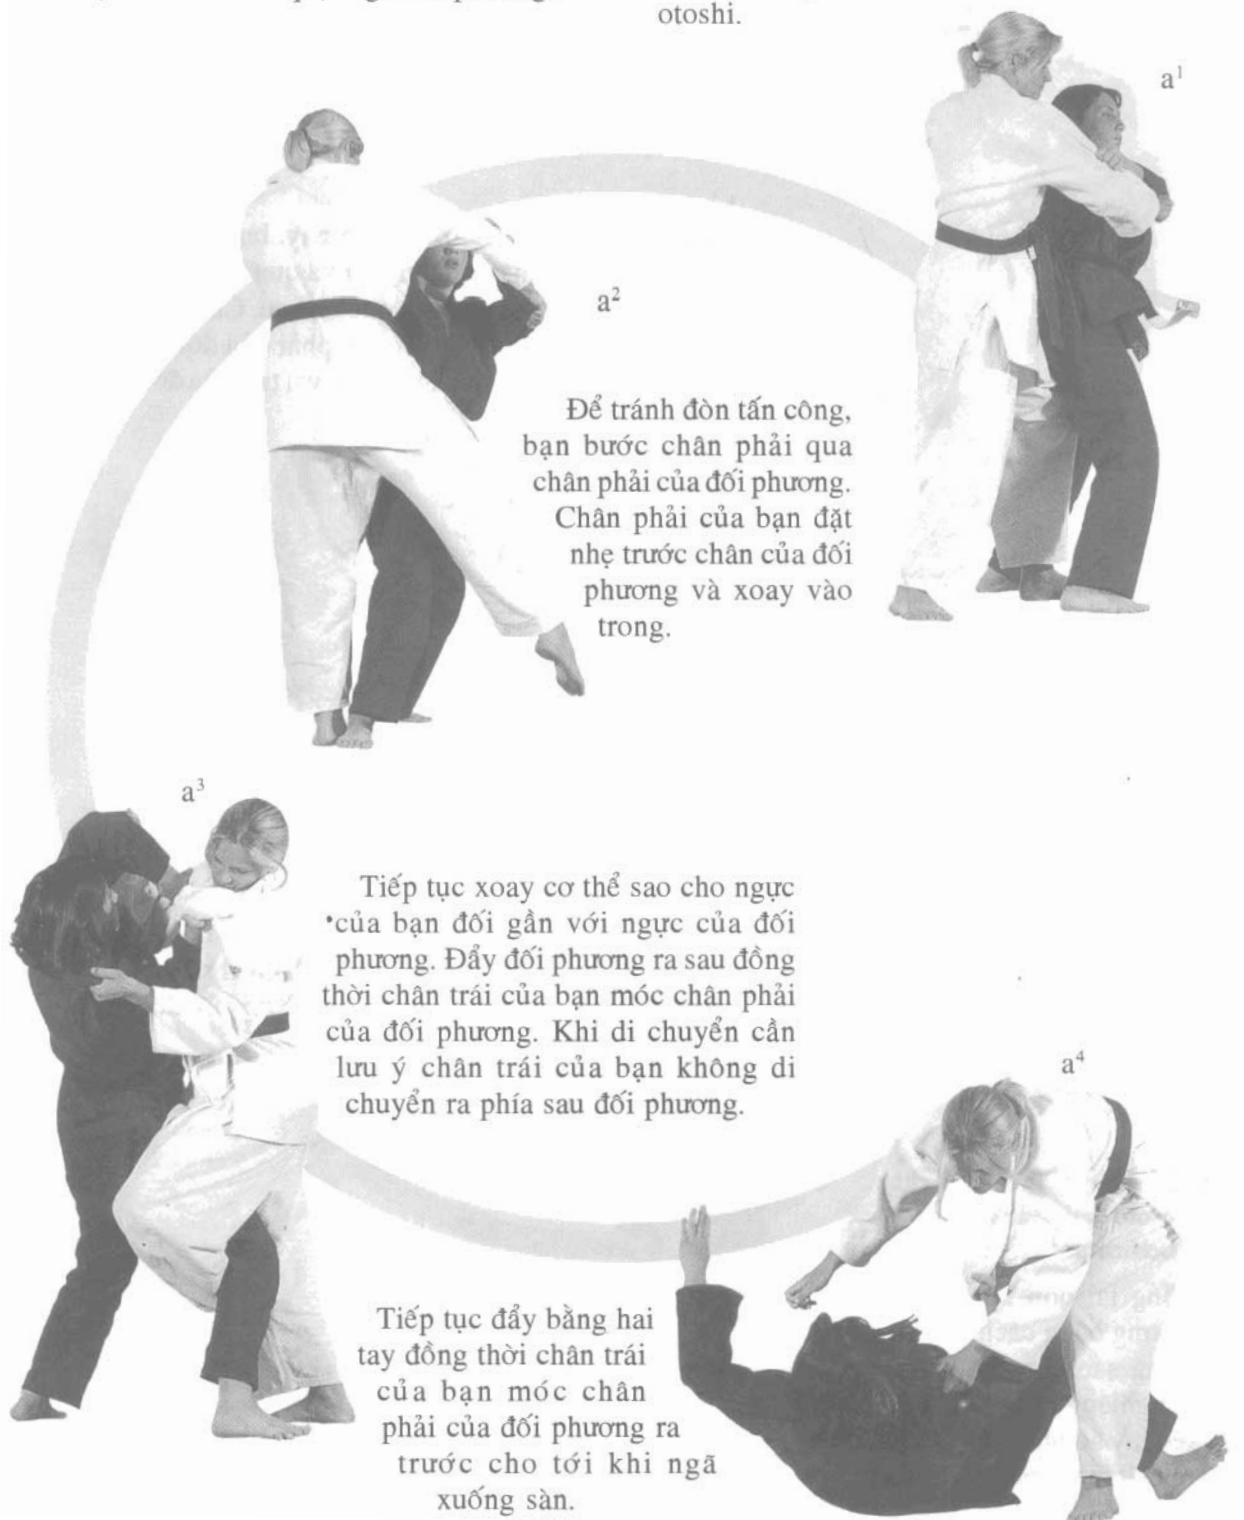 otoshi.
a¹
a²
Để tránh đòn tấn công,
bạn bước chân phải qua
chân phải của đối phương.
Chân phải của bạn đặt
nhẹ trước chân của đối
phương và xoay vào
trong.
a³
Tiếp tục xoay cơ thể sao cho ngực
của bạn đối gần với ngực của đối
phương. Đẩy đối phương ra sau đồng
thời chân trái của bạn móc chân phải
của đối phương. Khi di chuyển cần
lưu ý chân trái của bạn không di
chuyển ra phía sau đối phương.
a⁴
Tiếp tục đẩy bằng hai
tay đồng thời chân trái
của bạn móc chân
phải của đối phương ra
trước cho tới khi ngã
xuống sàn.